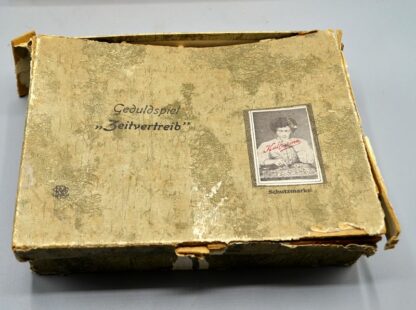 Geduldspiel
„Zeitvertreib"
Schutzmarke